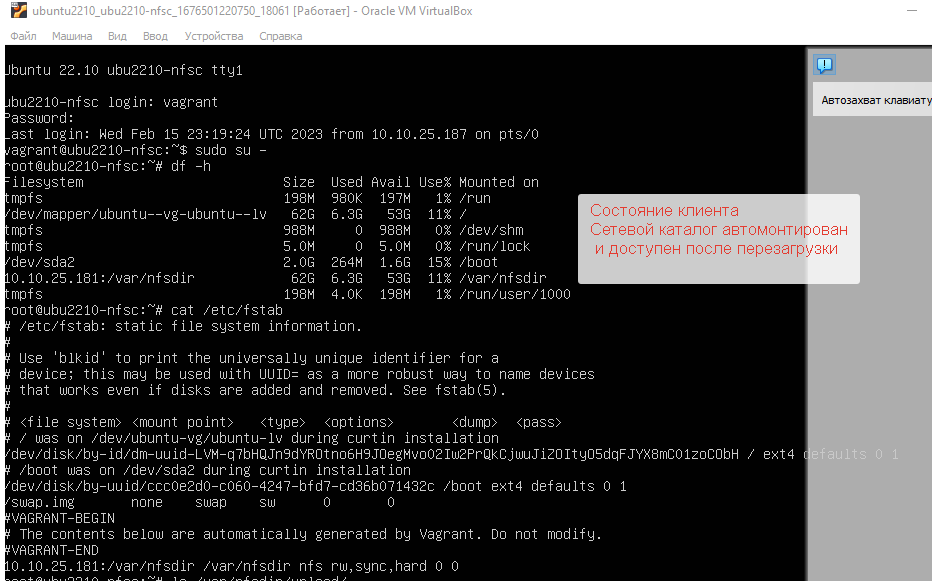 ubuntu2210_ubu2210-nfsc_1676501220750_18061 [Работает] - Oracle VM VirtualBox
Файл Машина Вид Ввод Устройства Справка
Ubuntu 22.10 ubu2210-nfsc tty1
ubu2210-nfsc login: vagrant
Password:
Last login: Wed Feb 15 23:19:24 UTC 2023 from 10.10.25.187 on pts/0
vagrant@ubu2210-nfsc:~$ sudo su -
root@ubu2210-nfsc:~# df -h
Filesystem Size Used Avail Use% Mounted on
tmpfs 198M 980K 197M 1% /run
/dev/mapper/ubuntu--vg-ubuntu--lv 62G 6.3G 53G 11% /
tmpfs 988M 0 988M 0% /dev/shm
tmpfs 5.0M 0 5.0M 0% /run/lock
/dev/sda2 2.0G 264M 1.6G 15% /boot
10.10.25.181:/var/nfsdir 62G 6.3G 53G 11% /var/nfsdir
tmpfs 198M 4.0K 198M 1% /run/user/1000
root@ubu2210-nfsc:~# cat /etc/fstab
# /etc/fstab: static file system information.
#
# Use 'blkid' to print the universally unique identifier for a
# device; this may be used with UUID= as a more robust way to name devices
# that works even if disks are added and removed. See fstab(5).
#
# <file system> <mount point> <type> <options> <dump> <pass>
# / was on /dev/ubuntu-vg/ubuntu-lv during curtin installation
/dev/disk/by-id/dm-uuid-LVM-q7bHQJn9dYROtno6H9JOegMvo02Iw2PrQkCjwuJiZOItyO5dqFJYX8mC01zoCObH / ext4 defaults 0 1
# /boot was on /dev/sda2 during curtin installation
/dev/disk/by-uuid/ccc0e2d0-c060-4247-bfd7-cd36b071432c /boot ext4 defaults 0 1
/swap.img none swap sw 0 0
#VAGRANT-BEGIN
# The contents below are automatically generated by Vagrant. Do not modify.
#VAGRANT-END
10.10.25.181:/var/nfsdir /var/nfsdir nfs rw,sync,hard 0 0
root@ubu2210-nfsc:~# ls /var/nfsdir/upload/
Состояние клиента
Сетевой каталог автомонтирован
и доступен после перезагрузки
Автозахват клавиату